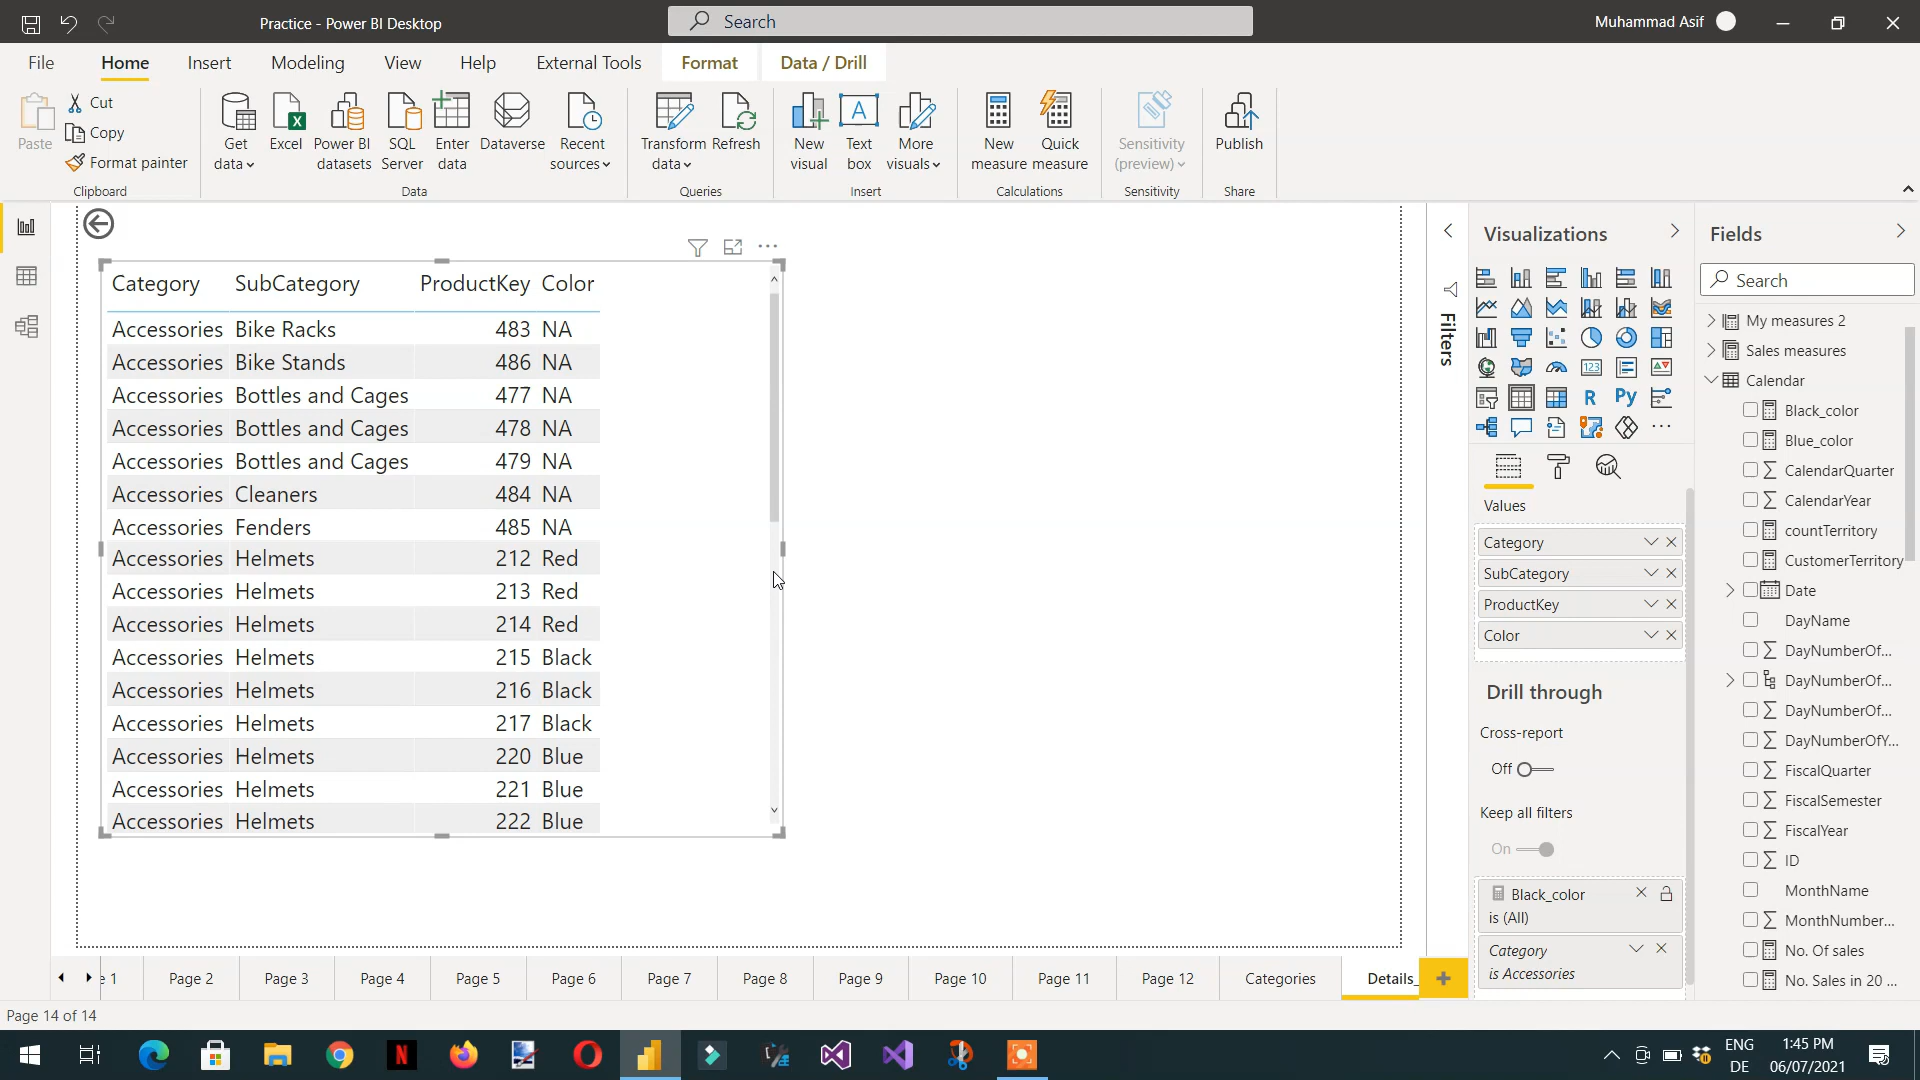 Practice - Power BI Desktop
Search
Muhammad Asif
File Home Insert Modeling View Help External Tools Format Data / Drill
Paste
Cut
Copy
Format painter
Clipboard
Get data
Excel
Power BI datasets
SQL Server
Enter data
Dataverse
Recent sources
Data
Transform data
Refresh
Queries
New visual
Text box
More visuals
Insert
New measure
Quick measure
Calculations
Sensitivity (preview)
Sensitivity
Publish
Share
Category SubCategory ProductKey Color
Accessories Bike Racks 483 NA
Accessories Bike Stands 486 NA
Accessories Bottles and Cages 477 NA
Accessories Bottles and Cages 478 NA
Accessories Bottles and Cages 479 NA
Accessories Cleaners 484 NA
Accessories Fenders 485 NA
Accessories Helmets 212 Red
Accessories Helmets 213 Red
Accessories Helmets 214 Red
Accessories Helmets 215 Black
Accessories Helmets 216 Black
Accessories Helmets 217 Black
Accessories Helmets 220 Blue
Accessories Helmets 221 Blue
Accessories Helmets 222 Blue
Filters
Visualizations
123
R
Py
Values
Category
SubCategory
ProductKey
Color
Drill through
Cross-report
Off
Keep all filters
On
Black_color
is (All)
Category
is Accessories
Fields
Search
My measures 2
Sales measures
Calendar
Black_color
Blue_color
CalendarQuarter
CalendarYear
countTerritory
CustomerTerritory
Date
DayName
DayNumberOf...
DayNumberOf...
DayNumberOf...
DayNumberOfY...
FiscalQuarter
FiscalSemester
FiscalYear
ID
MonthName
MonthNumber...
No. Of sales
No. Sales in 20 ...
e 1 Page 2 Page 3 Page 4 Page 5 Page 6 Page 7 Page 8 Page 9 Page 10 Page 11 Page 12 Categories Details_
Page 14 of 14
ENG
DE
1:45 PM
06/07/2021